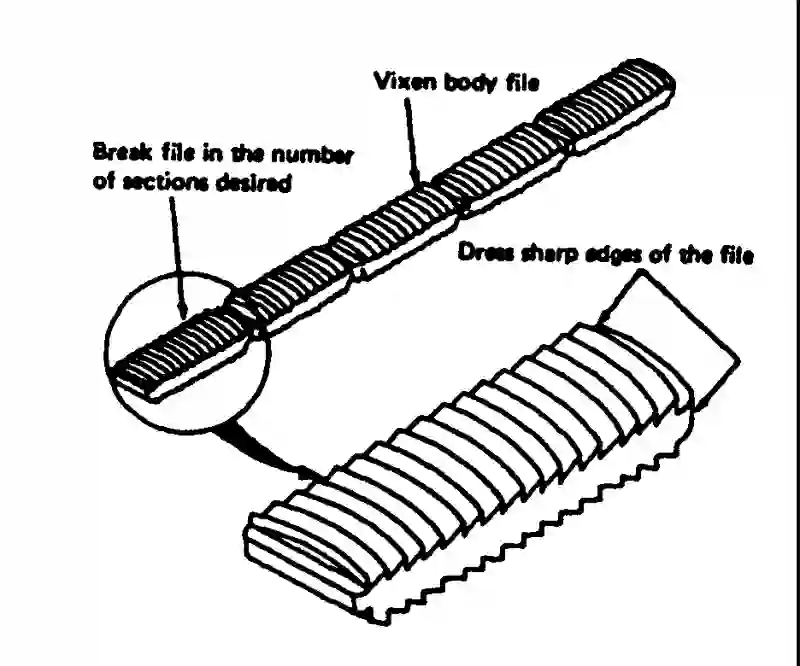 Vixen body file
Break file in the number
of sections desired
Dress sharp edges of the file